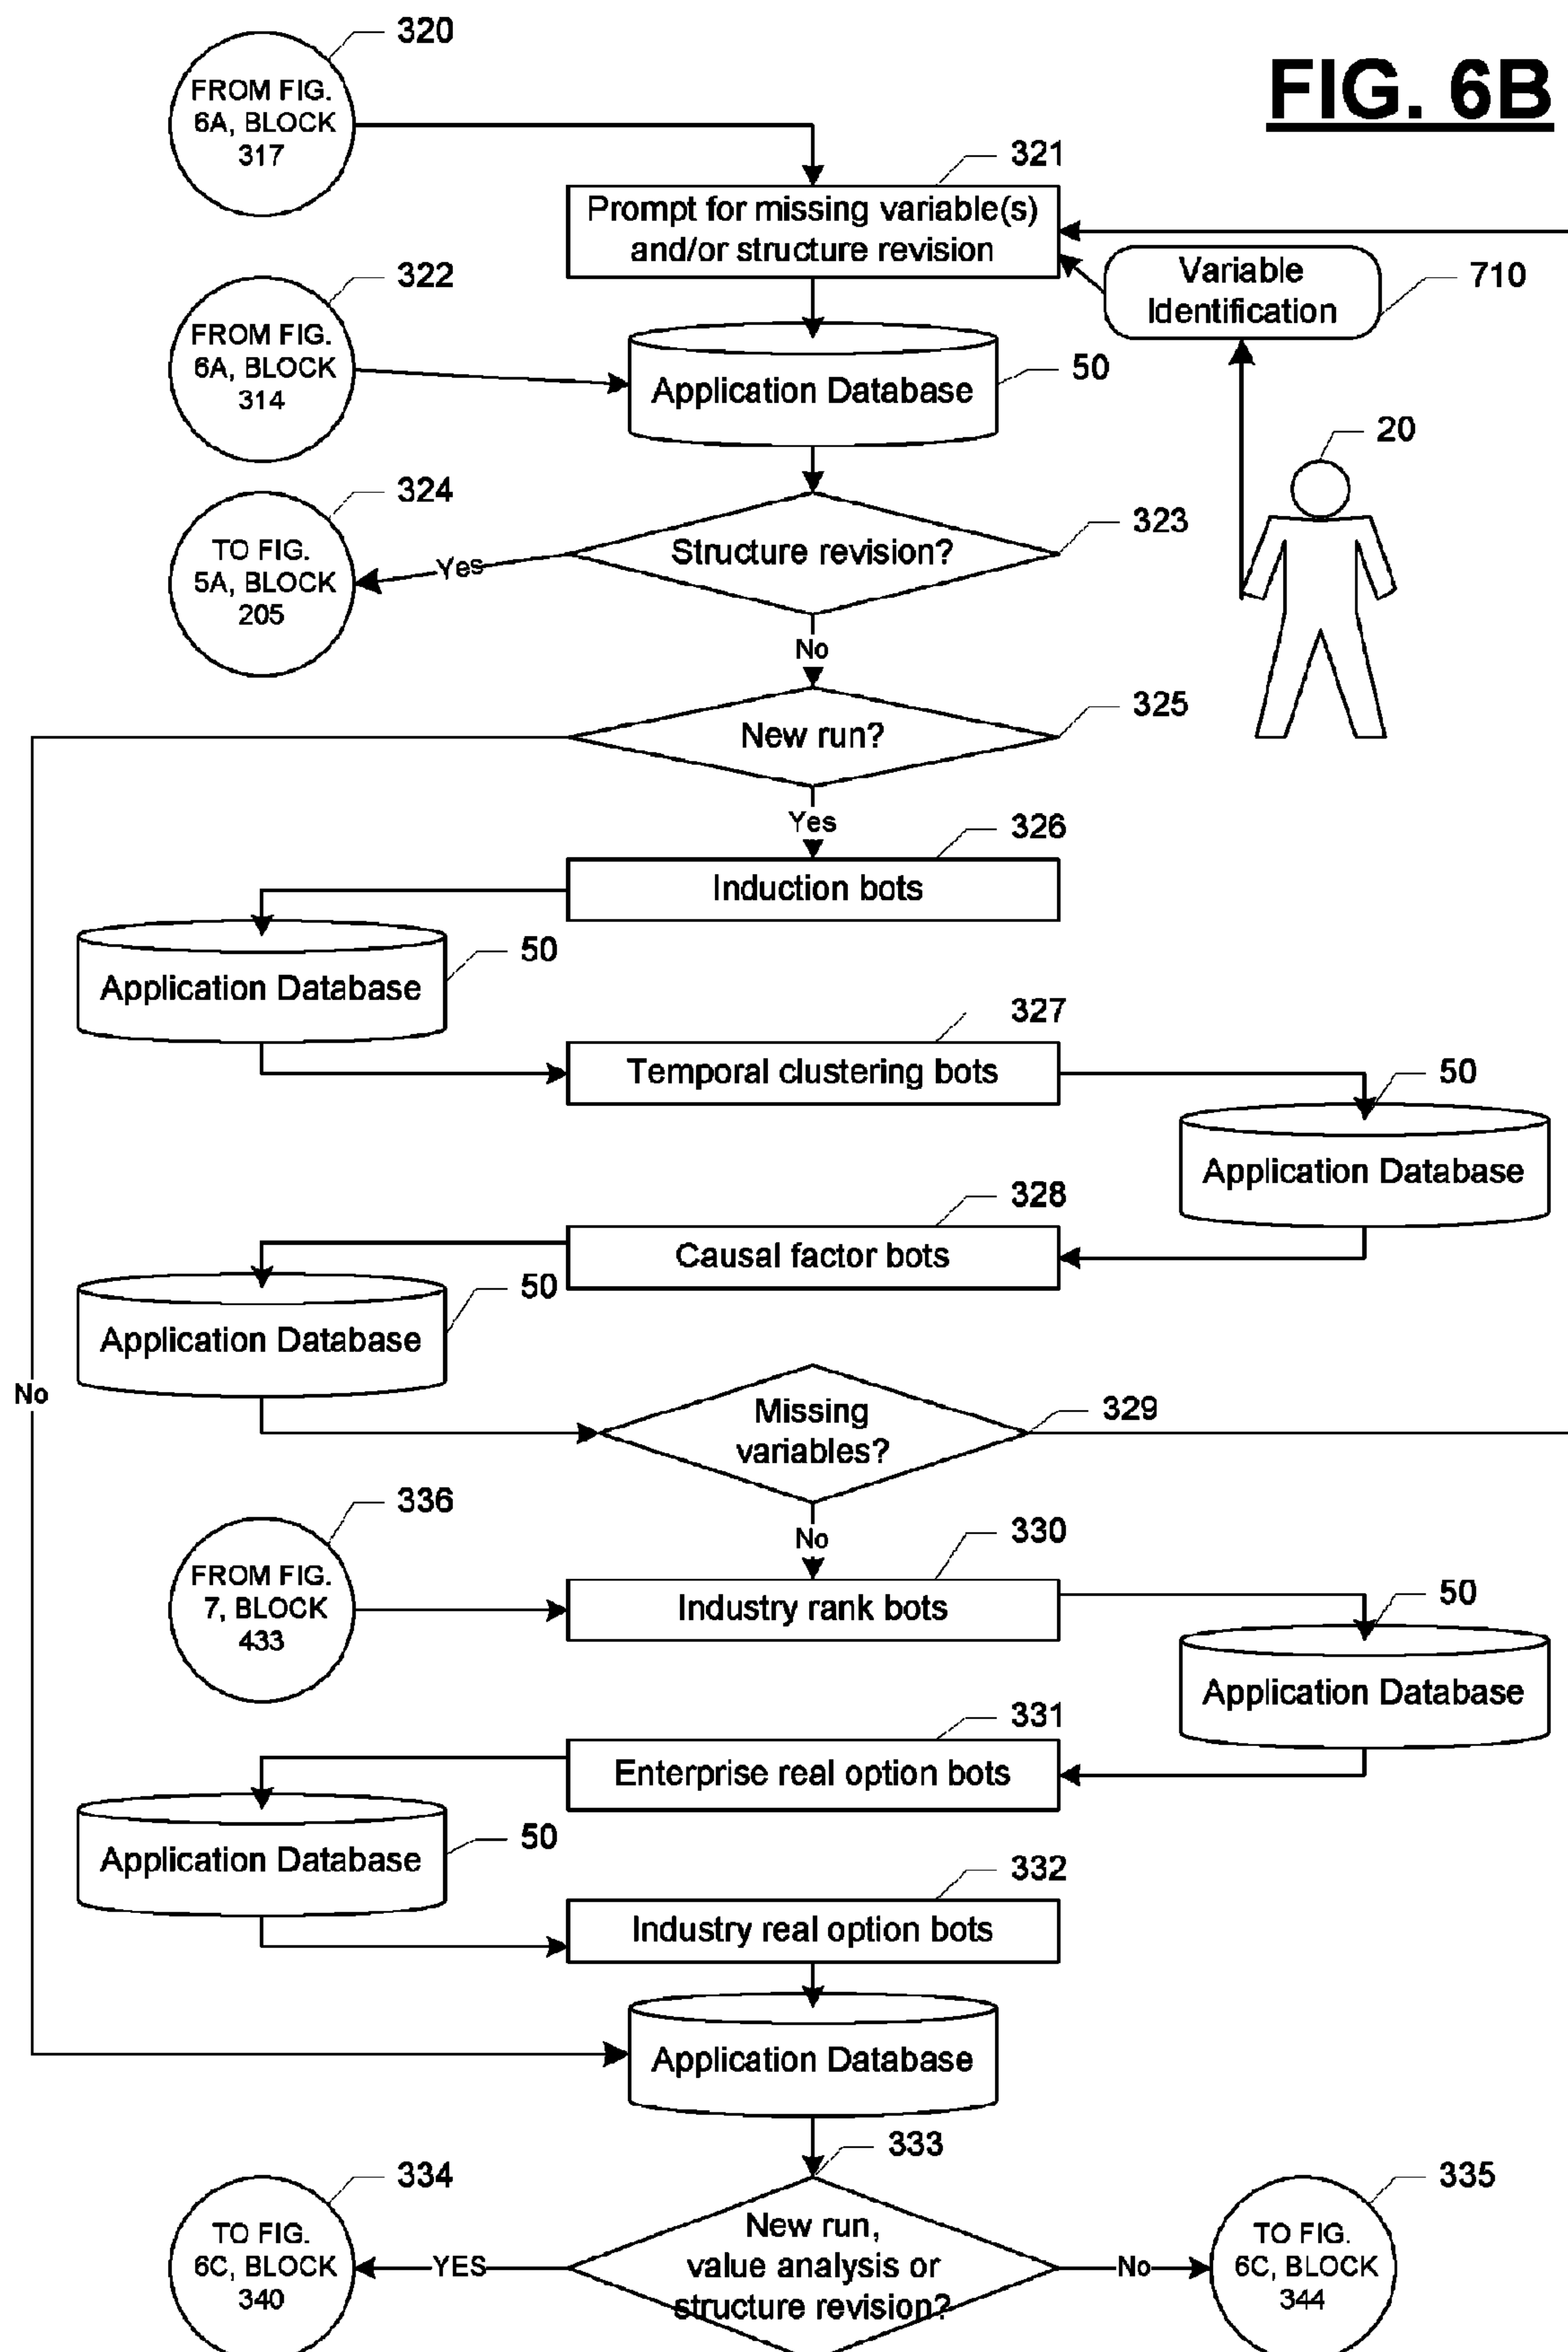 320
FROM FIG.
6A, BLOCK
317
FIG. 6B
321
Prompt for missing variable(s)
and/or structure revision
322
FROM FIG.
6A, BLOCK
314
Variable
Identification
710
50
Application Database
20
324
TO FIG.
5A, BLOCK
205
Yes
323
Structure revision?
No
325
New run?
Yes
326
Induction bots
50
Application Database
327
Temporal clustering bots
50
Application Database
328
Causal factor bots
50
Application Database
No
329
Missing
variables?
336
FROM FIG.
7, BLOCK
433
No
330
Industry rank bots
50
Application Database
331
Enterprise real option bots
50
Application Database
332
Industry real option bots
Application Database
333
334
TO FIG.
6C, BLOCK
340
YES
New run,
value analysis or
structure revision?
No
335
TO FIG.
6C, BLOCK
344